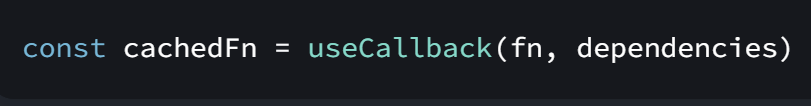 const cachedFn = useCallback(fn, dependencies)